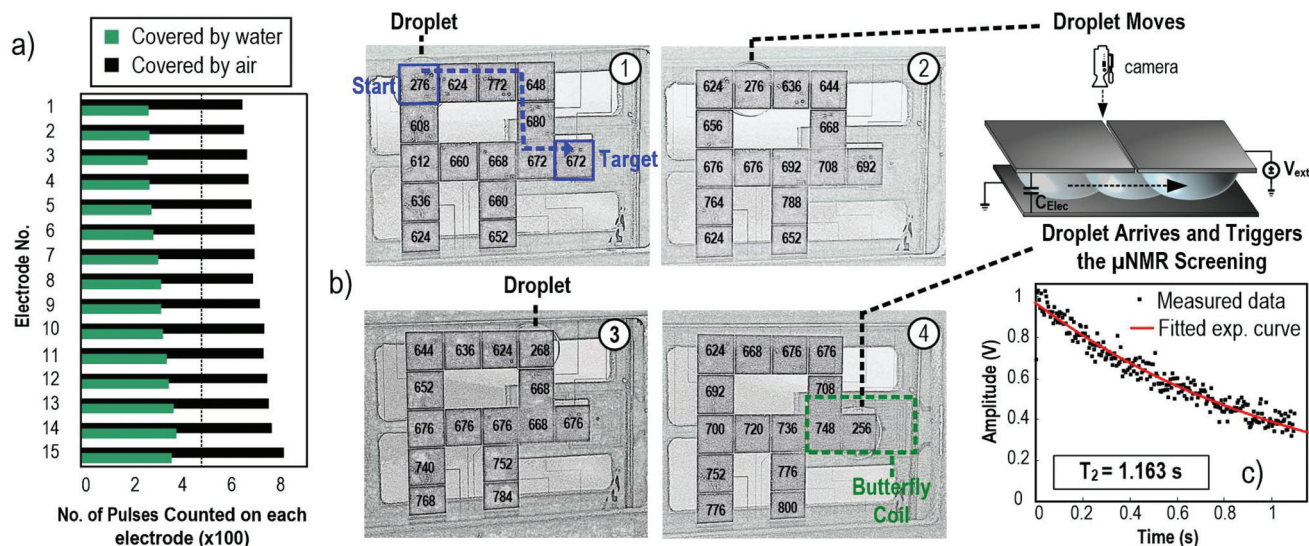 a)
Covered by water
Covered by air
Electrode No.
1
2
3
4
5
6
7
8
9
10
11
12
13
14
15
0 2 4 6 8 10
No. of Pulses Counted on each
electrode (x100)
b)
Droplet
1
Start
276 624 772 648
608 680
612 660 668 672 672
Target
636 660
624 652
2
624 276 636 644
656 668
676 676 692 708 692
764 788
624 652
Droplet
3
644 636 624 268
652 668
676 676 676 668 676
740 752
768 784
4
624 668 676 676
692 708
700 720 736 748 256
752 776
776 800
Butterfly
Coil
Droplet Moves
camera
Vext
CElec
Droplet Arrives and Triggers
the µNMR Screening
Measured data
Fitted exp. curve
Amplitude (V)
1
0.8
0.6
0.4
0.2
0
T2 = 1.163 s
c)
0 0.2 0.4 0.6 0.8 1
Time (s)